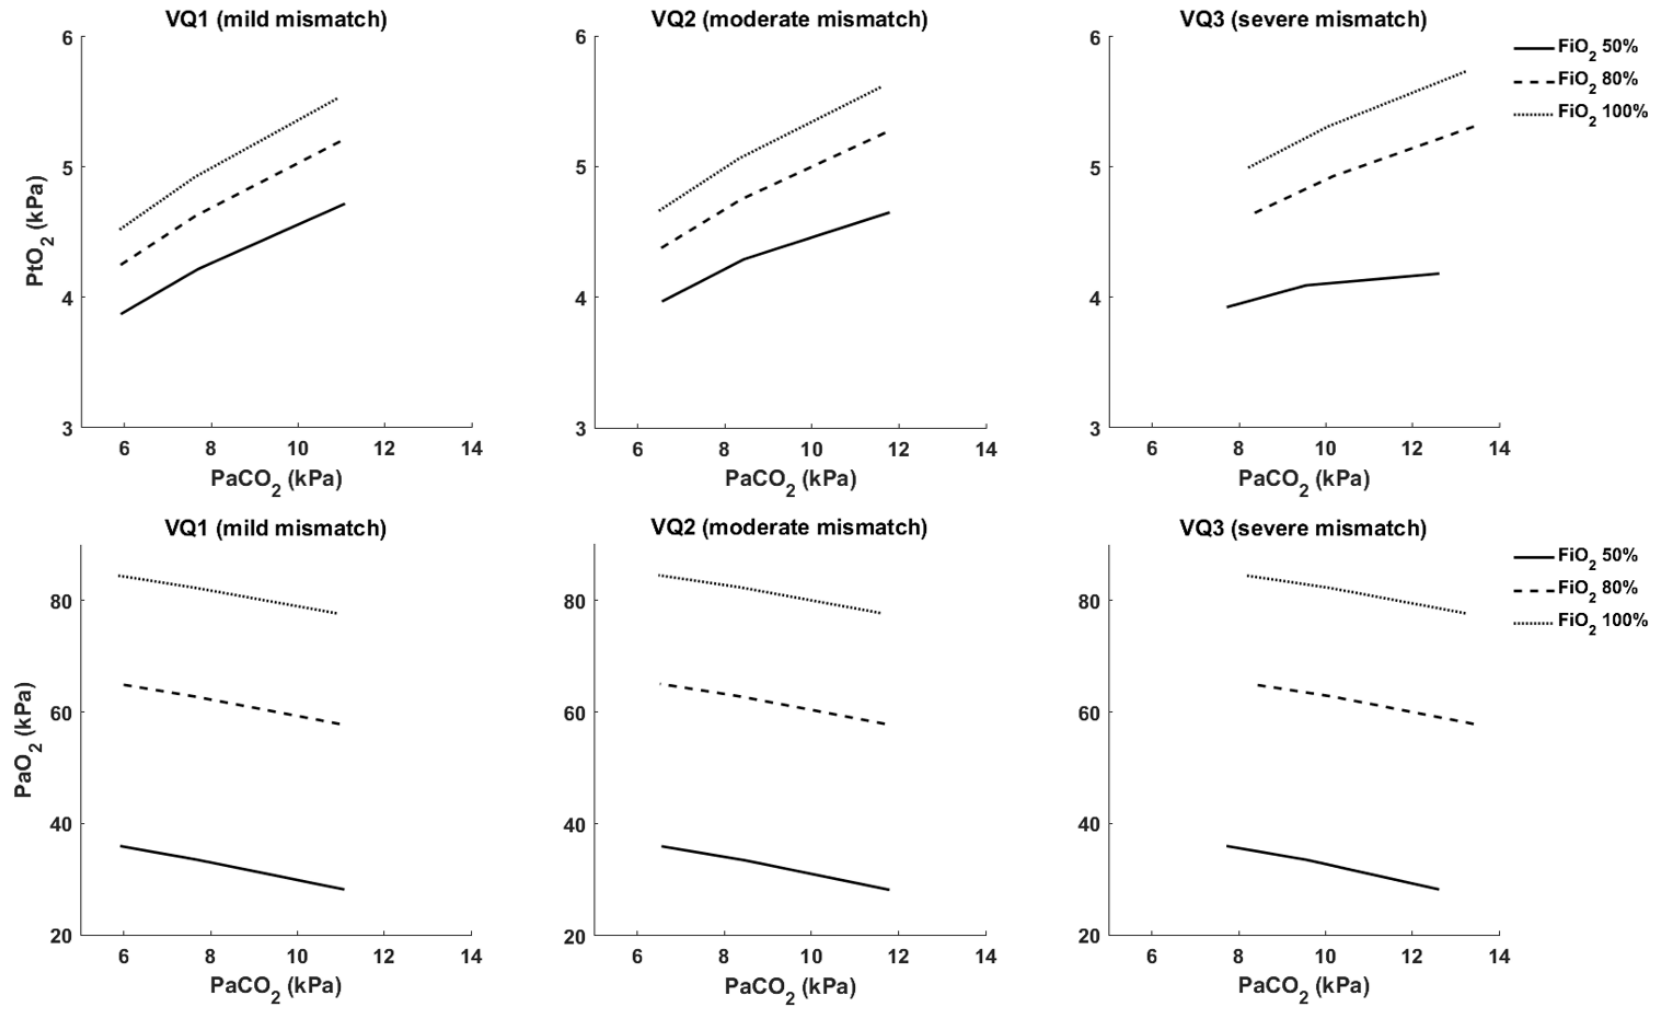 VQ1 (mild mismatch)
VQ2 (moderate mismatch)
VQ3 (severe mismatch)
FiO2 50%
FiO2 80%
FiO2 100%
PtO2 (kPa)
6
5
4
3
6 8 10 12 14
PaCO2 (kPa)
6
5
4
3
6 8 10 12 14
PaCO2 (kPa)
6
5
4
3
6 8 10 12 14
PaCO2 (kPa)
VQ1 (mild mismatch)
VQ2 (moderate mismatch)
VQ3 (severe mismatch)
FiO2 50%
FiO2 80%
FiO2 100%
PaO2 (kPa)
80
60
40
20
6 8 10 12 14
PaCO2 (kPa)
80
60
40
20
6 8 10 12 14
PaCO2 (kPa)
80
60
40
20
6 8 10 12 14
PaCO2 (kPa)